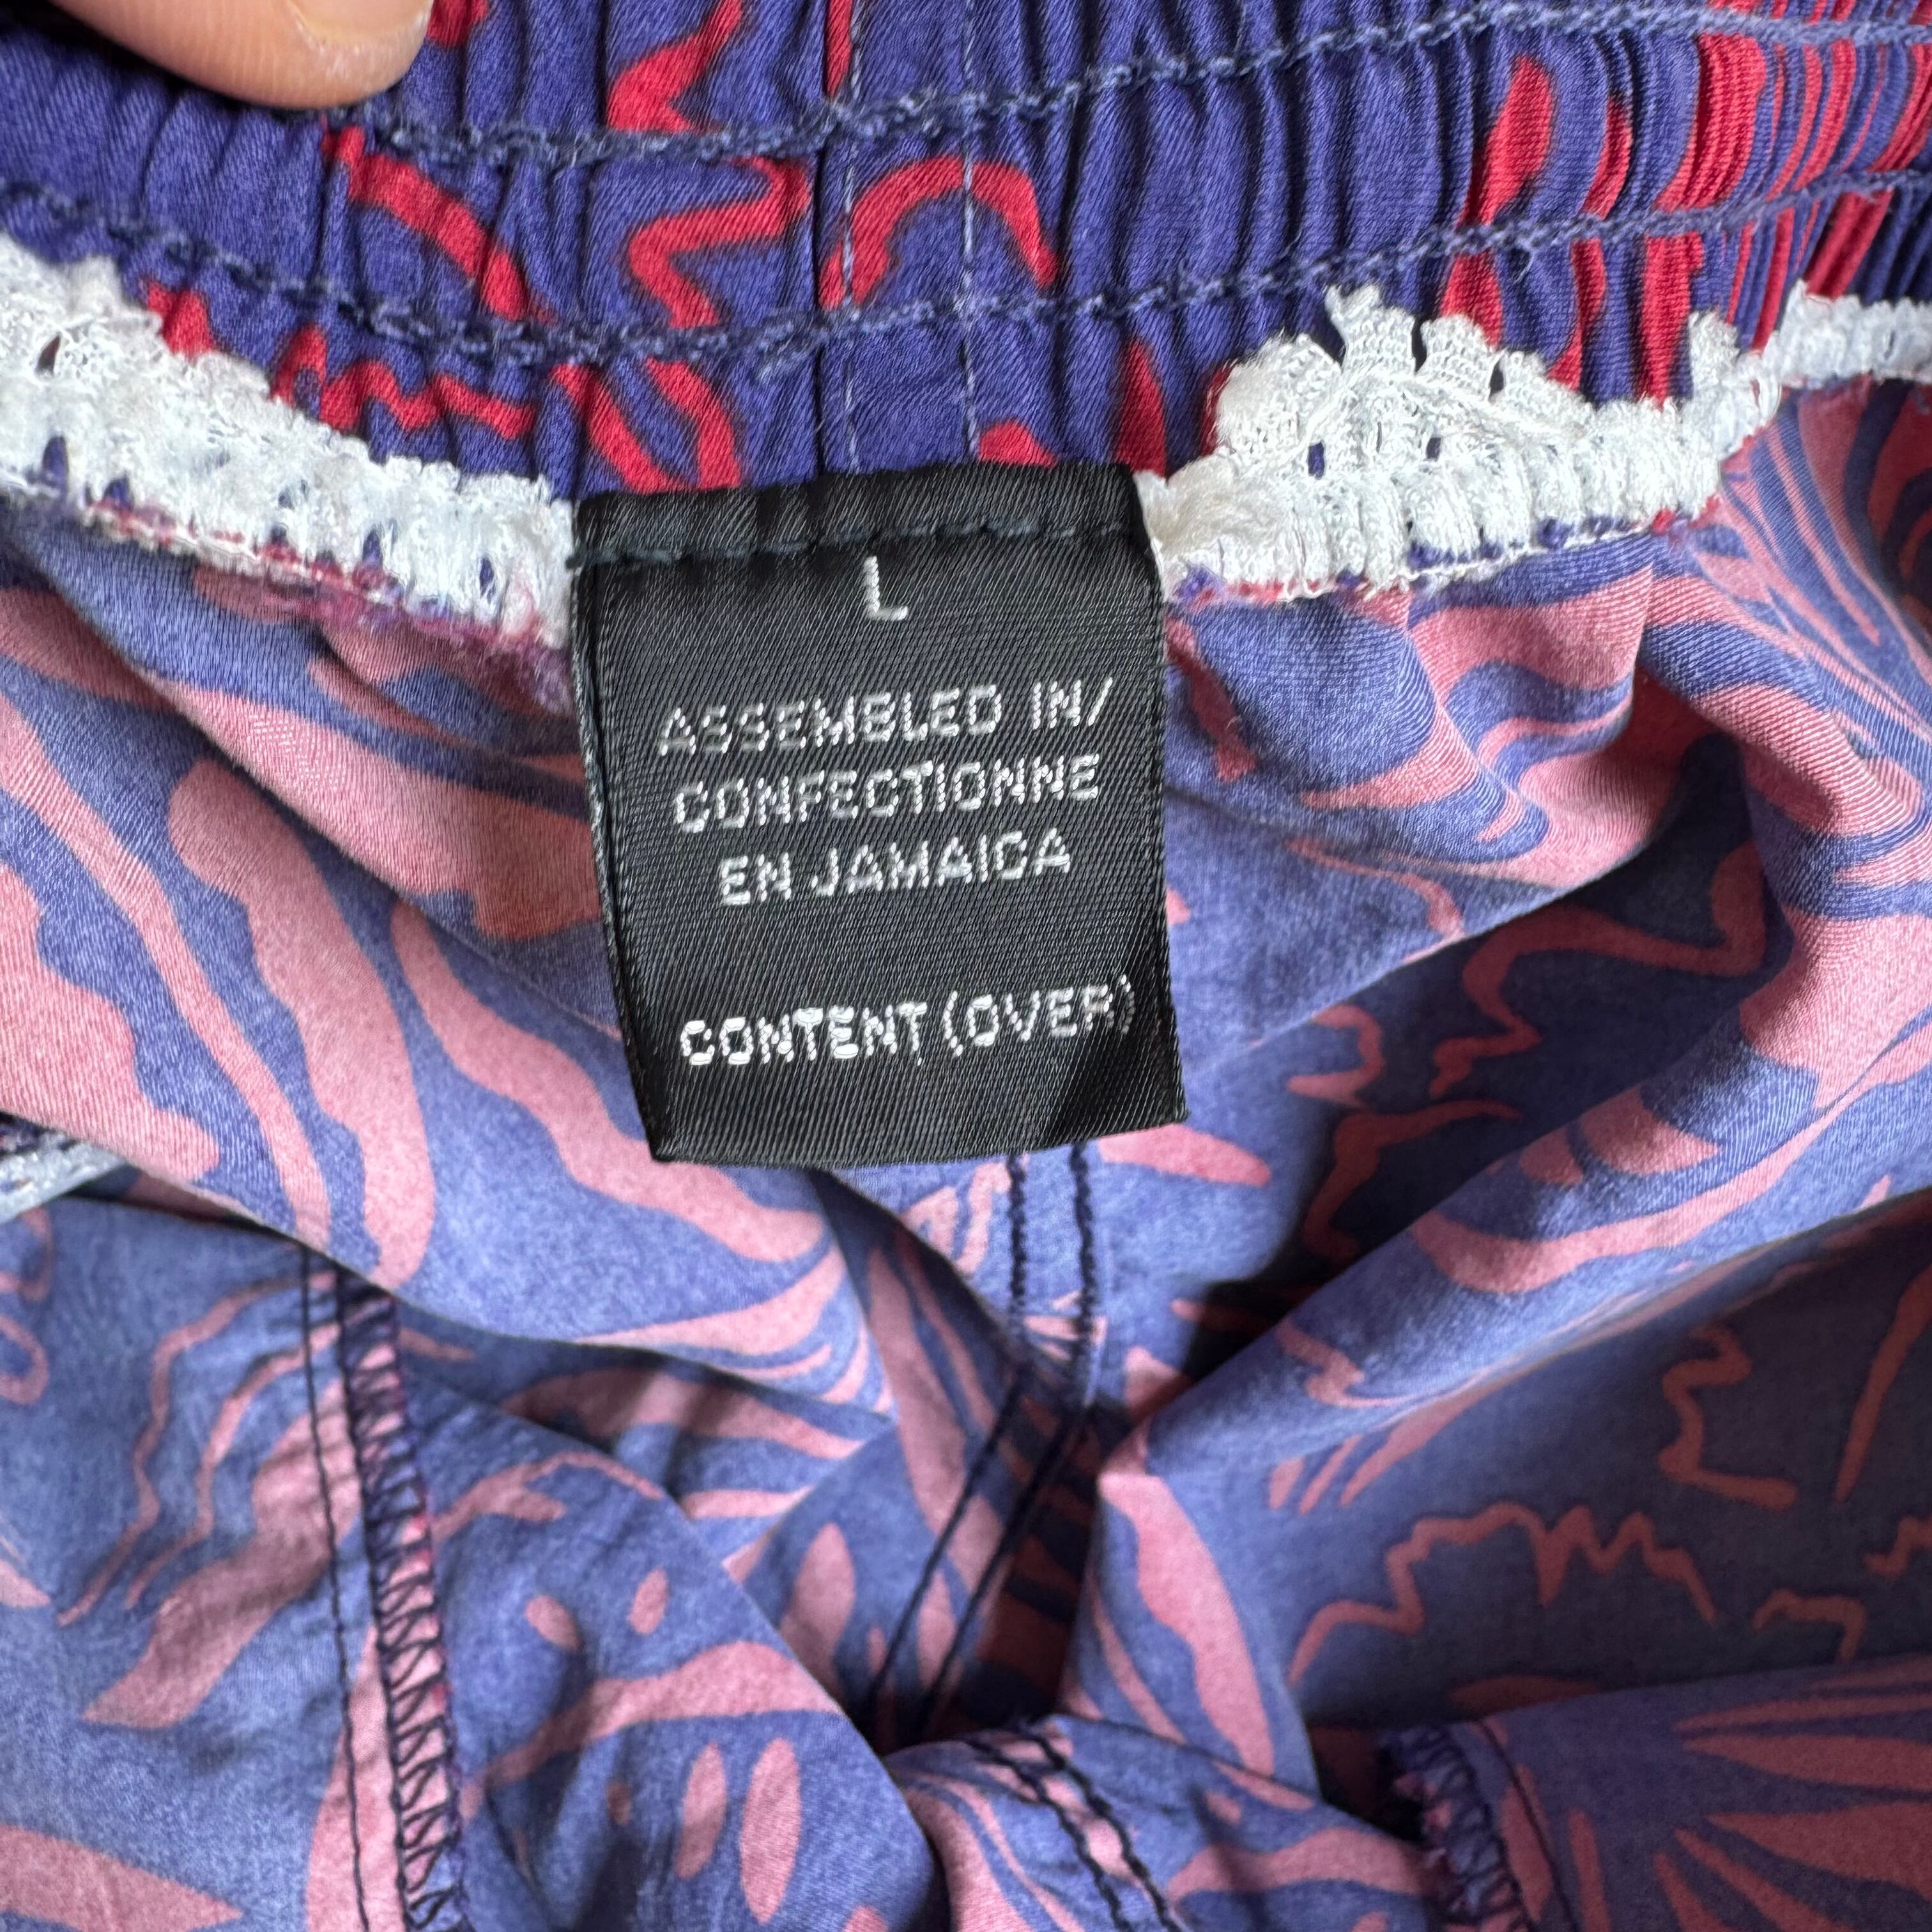 L
ASSEMBLED IN/
CONFECTIONNE
EN JAMAICA
CONTENT (OVER)